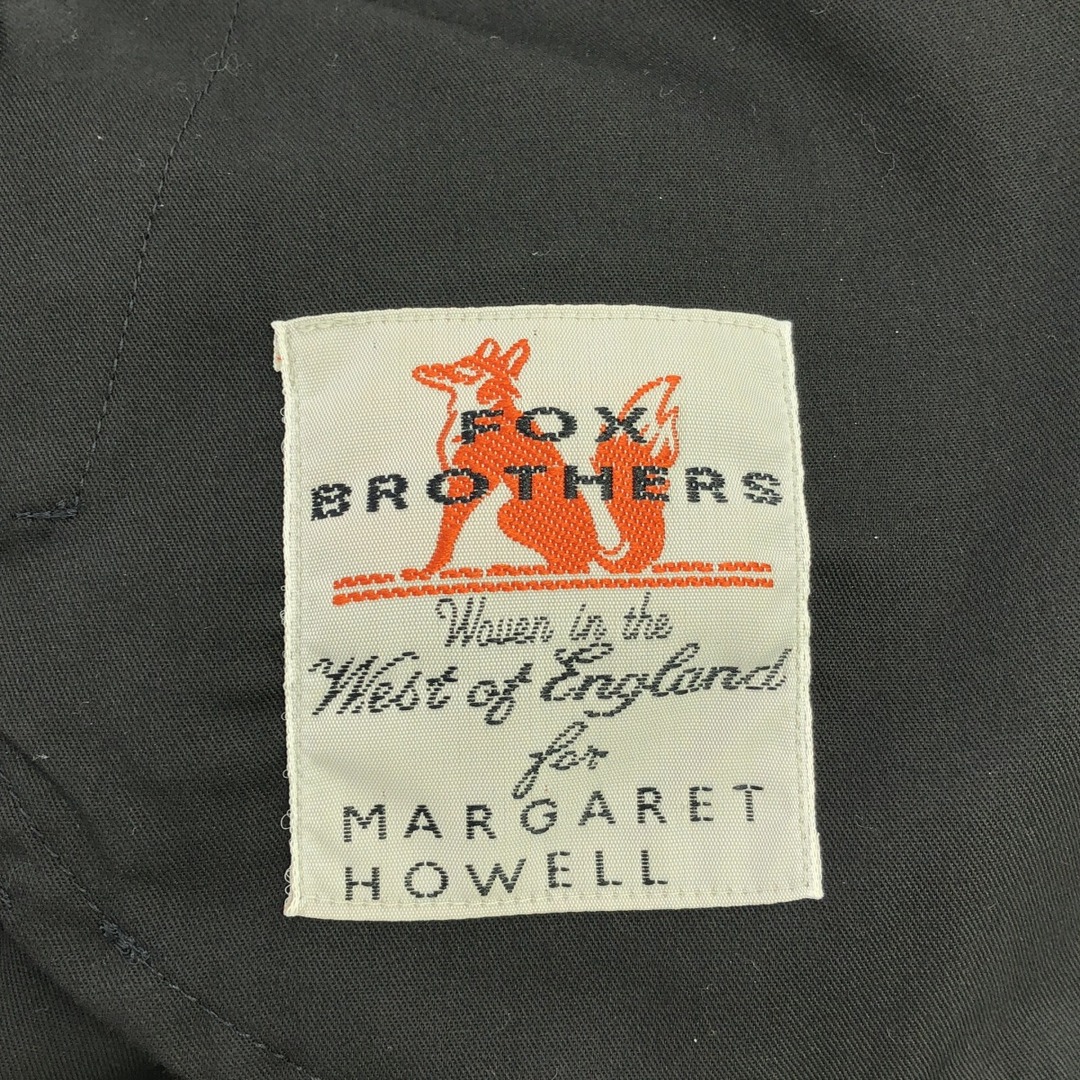 FOX
BROTHERS
Woven in the
West of England
for
MARGARET
HOWELL